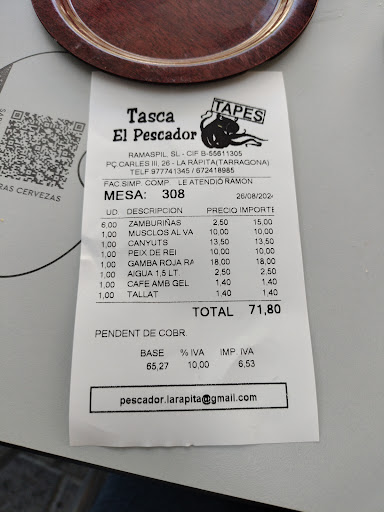 Tasca
El Pescador
TAPES
RAMASPIL, SL - CIF B-55611305
PÇ.CARLES III, 26 - LA RÀPITA(TARRAGONA)
TELF 977741345 / 672418985
FAC.SIMP. COMP. LE ATENDIÓ RAMON
MESA: 308 26/08/202
UD DESCRIPCION PRECIO IMPORTE
6,00 ZAMBURIÑAS 2,50 15,00
1,00 MUSCLOS AL VA 10,00 10,00
1,00 CANYUTS 13,50 13,50
1,00 PEIX DE REI 10,00 10,00
1,00 GAMBA ROJA RA 18,00 18,00
1,00 AIGUA 1,5 LT. 2,50 2,50
1,00 CAFE AMB GEL 1,40 1,40
1,00 TALLAT 1,40 1,40
TOTAL 71,80
PENDENT DE COBR.
BASE % IVA IMP. IVA
65,27 10,00 6,53
pescador.larapita@gmail.com
RAS CERVEZAS